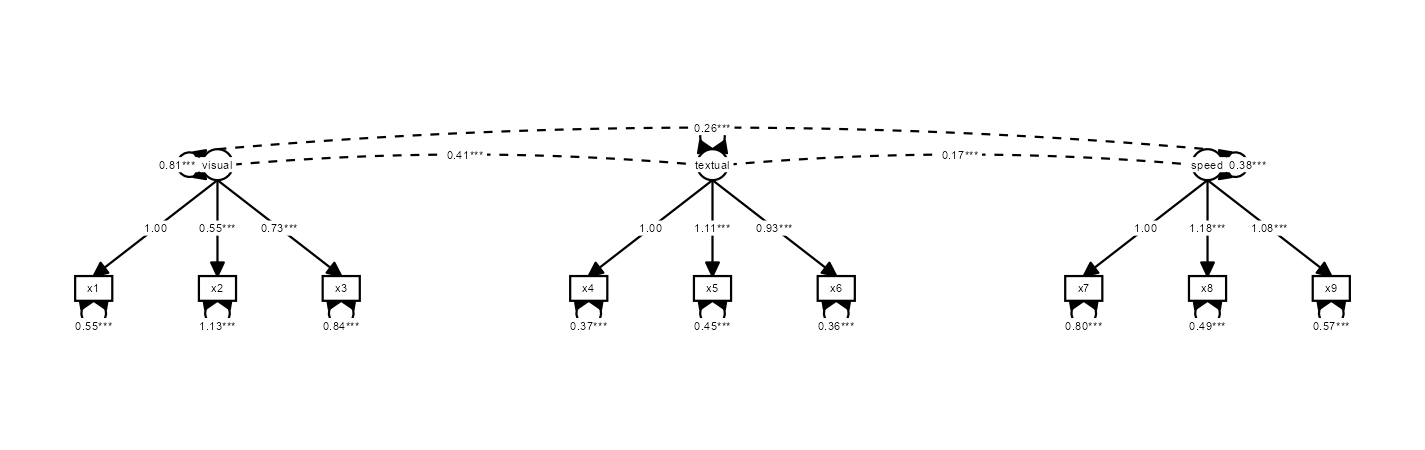 0.26***
0.41*** 0.17***
0.81*** visual textual speed 0.38***
1.00 0.55*** 0.73*** 1.00 1.11*** 0.93*** 1.00 1.18*** 1.08***
x1 x2 x3 x4 x5 x6 x7 x8 x9
0.55*** 1.13*** 0.84*** 0.37*** 0.45*** 0.36*** 0.80*** 0.49*** 0.57***